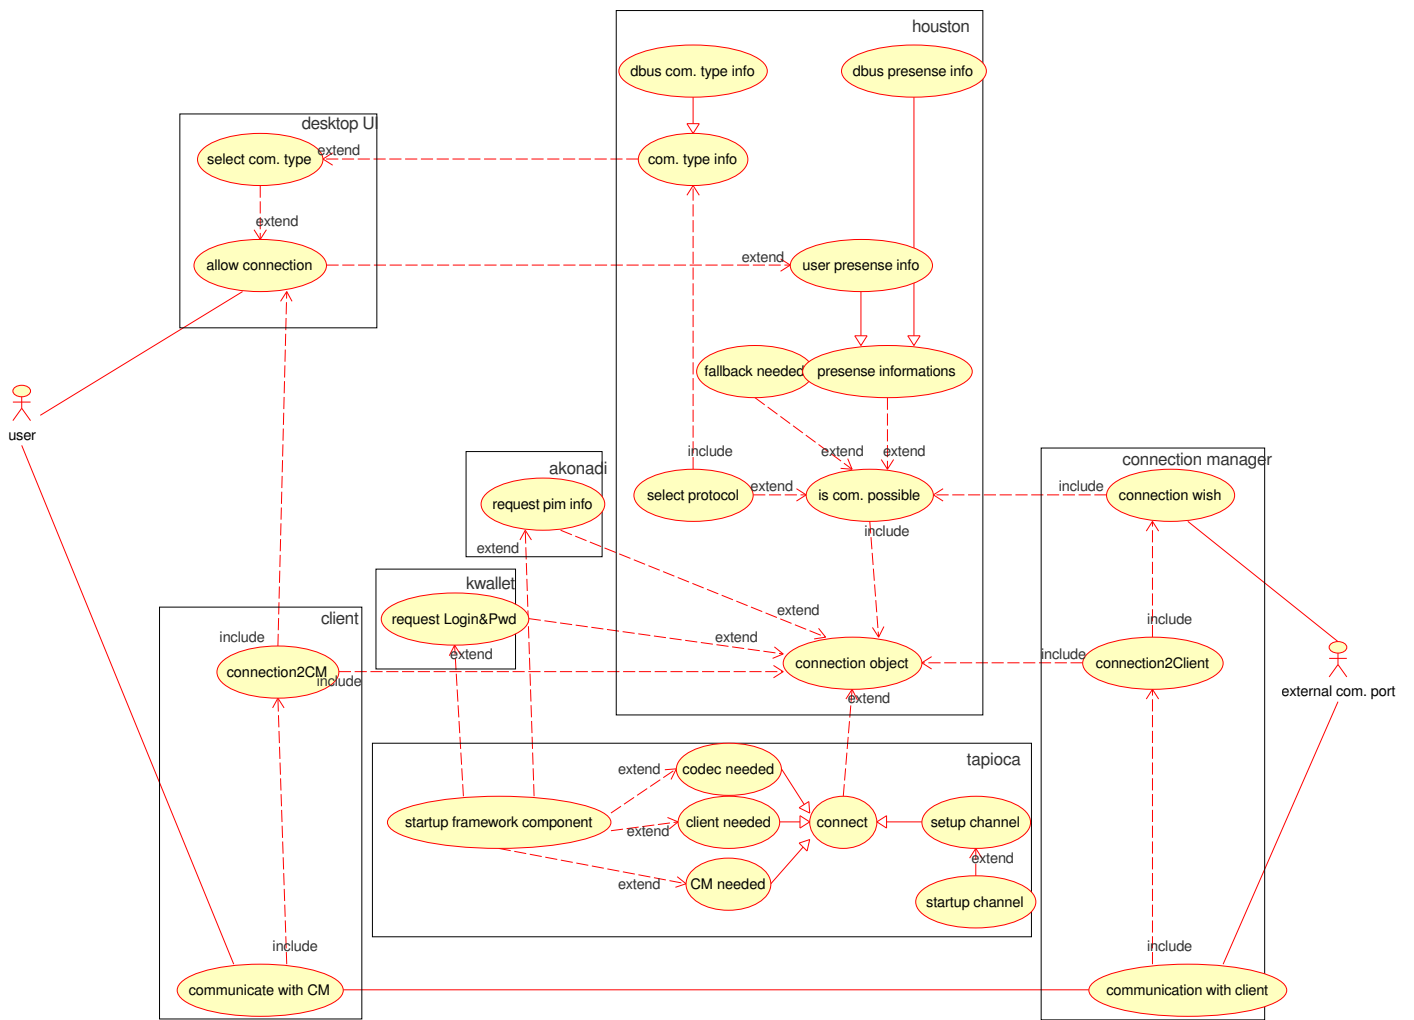 houston
dbus com. type info
dbus presense info
desktop UI
select com. type
extend
com. type info
extend
allow connection
extend
user presense info
fallback needed
presense informations
user
include
extend
extend
akonadi
connection manager
request pim info
select protocol
extend
is com. possible
include
connection wish
extend
include
kwallet
request Login&Pwd
extend
client
include
extend
include
extend
connection2CM
include
connection object
include
connection2Client
external com. port
extend
tapioca
extend
codec needed
startup framework component
extend
client needed
connect
setup channel
extend
extend
CM needed
startup channel
include
include
communicate with CM
communication with client